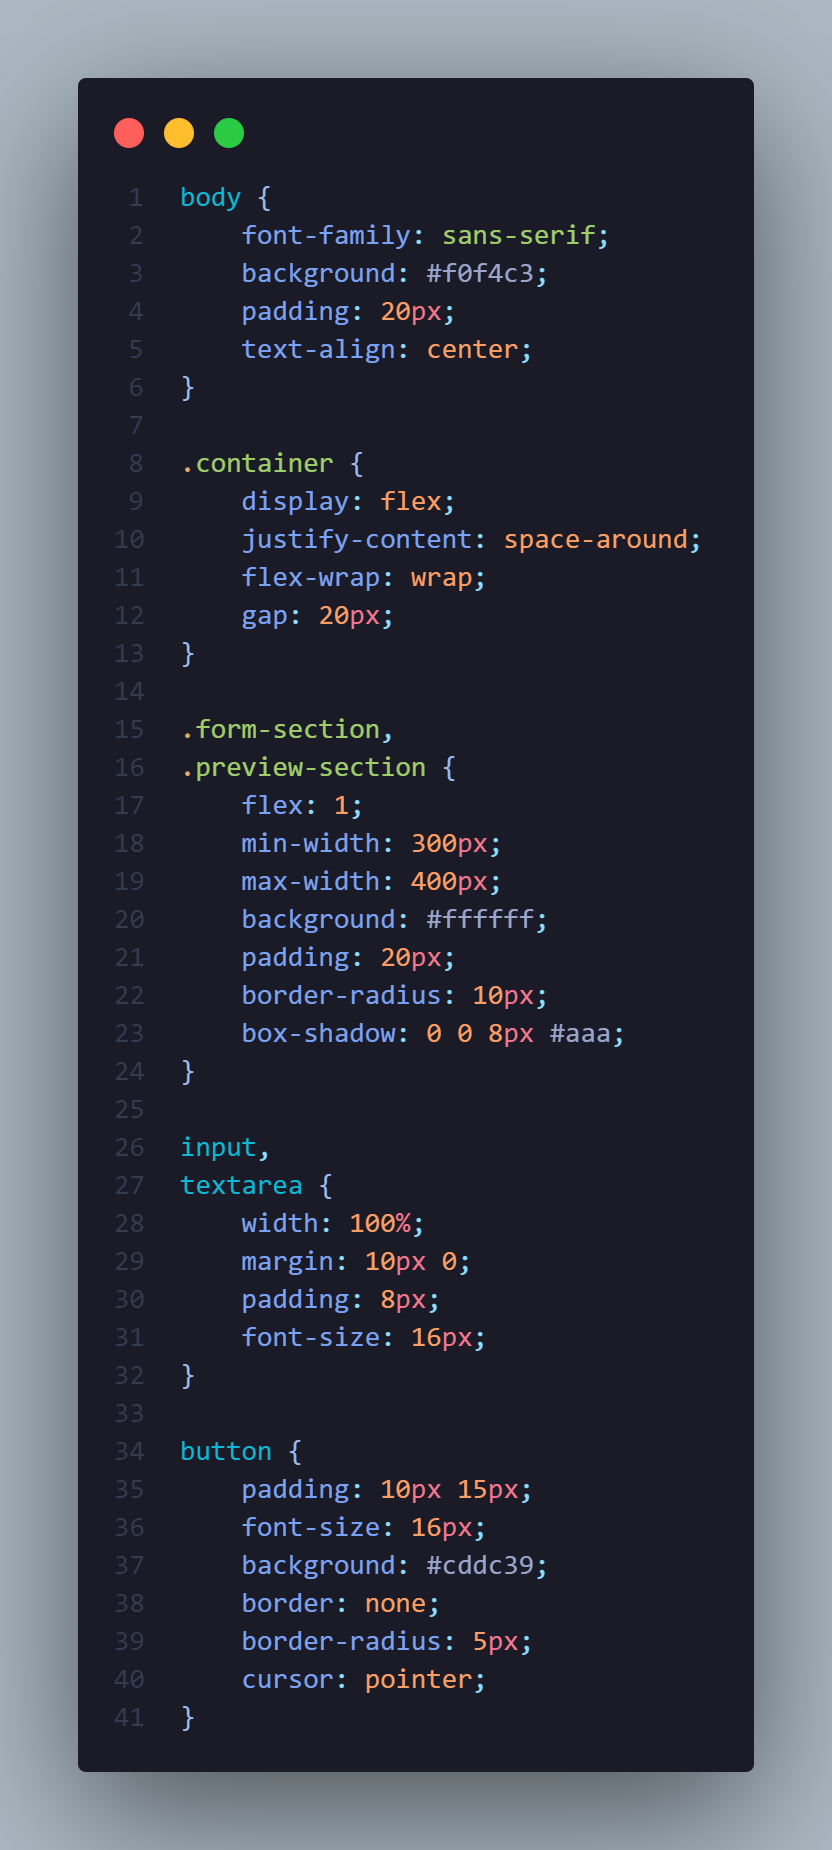 1 body {
2     font-family: sans-serif;
3     background: #f0f4c3;
4     padding: 20px;
5     text-align: center;
6 }
7
8 .container {
9     display: flex;
10     justify-content: space-around;
11     flex-wrap: wrap;
12     gap: 20px;
13 }
14
15 .form-section,
16 .preview-section {
17     flex: 1;
18     min-width: 300px;
19     max-width: 400px;
20     background: #ffffff;
21     padding: 20px;
22     border-radius: 10px;
23     box-shadow: 0 0 8px #aaa;
24 }
25
26 input,
27 textarea {
28     width: 100%;
29     margin: 10px 0;
30     padding: 8px;
31     font-size: 16px;
32 }
33
34 button {
35     padding: 10px 15px;
36     font-size: 16px;
37     background: #cddc39;
38     border: none;
39     border-radius: 5px;
40     cursor: pointer;
41 }